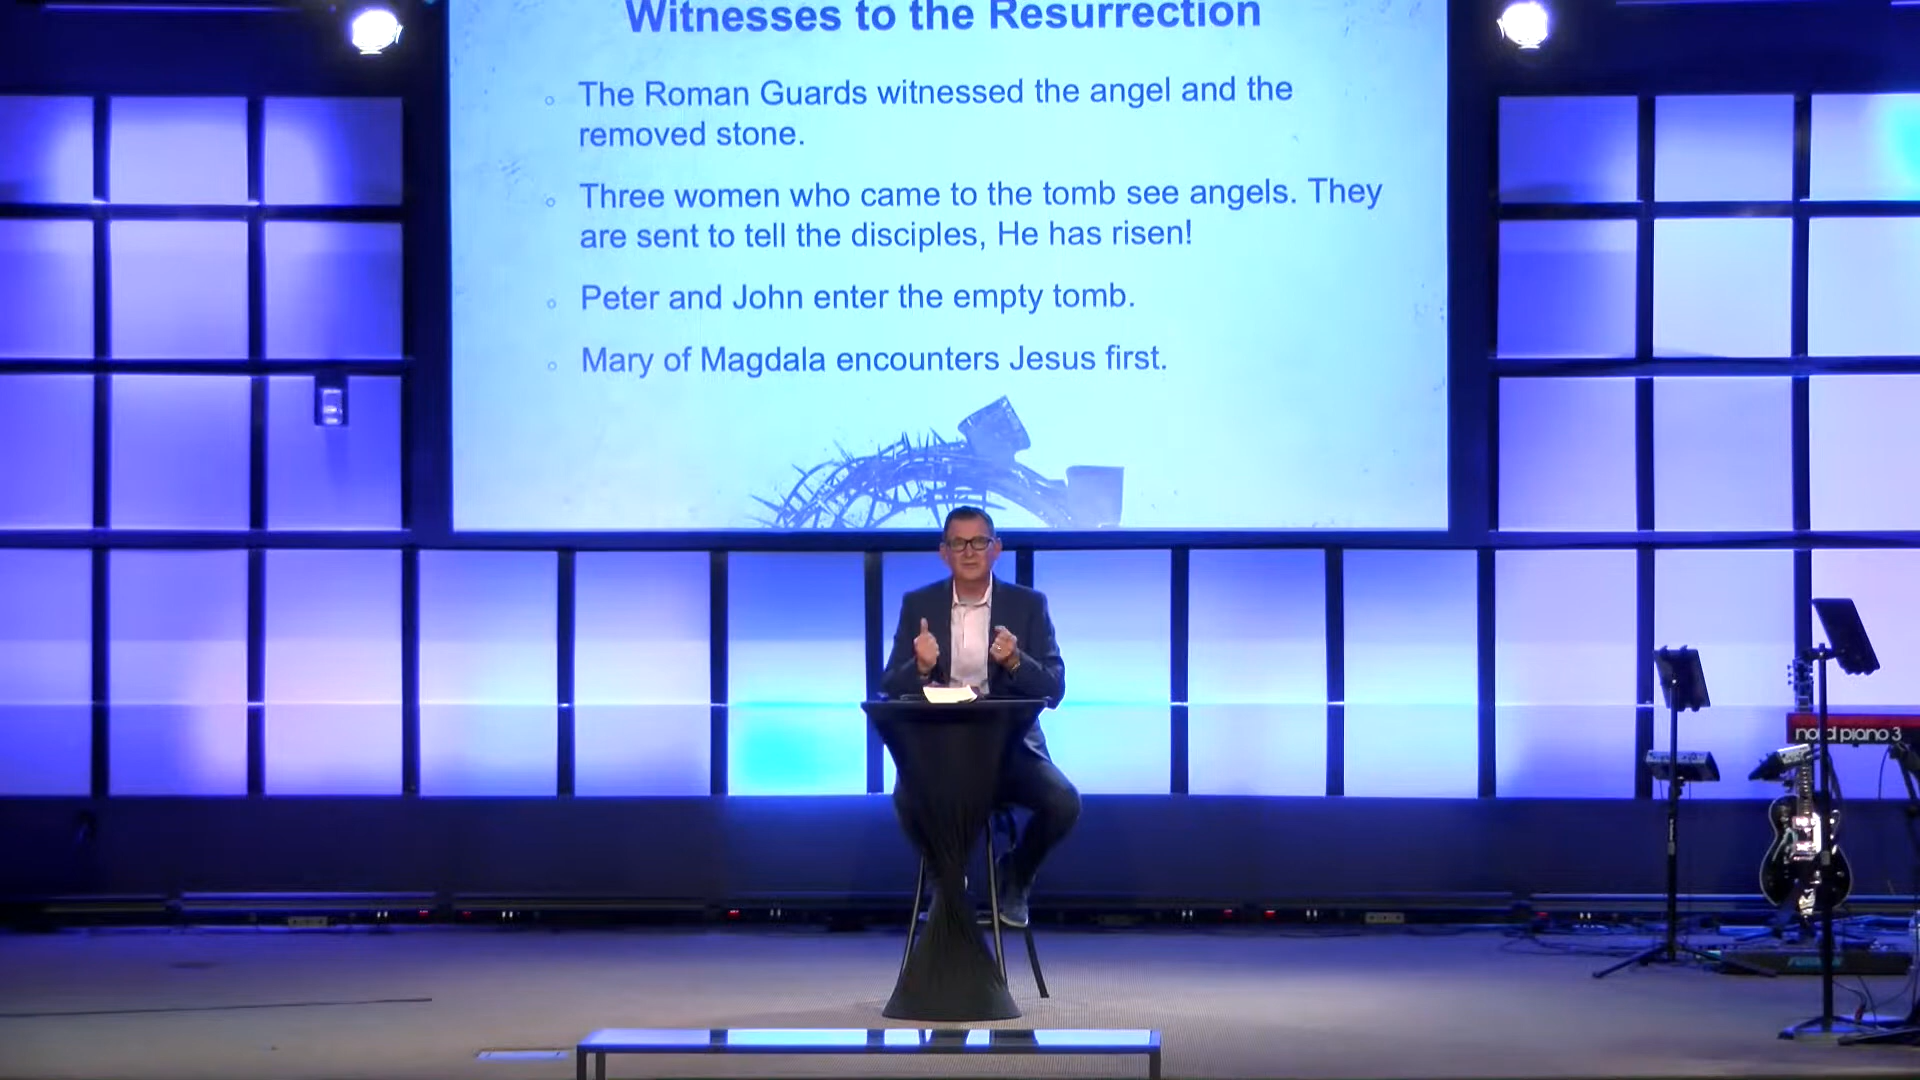 Witnesses to the Resurrection
The Roman Guards witnessed the angel and the
removed stone.
Three women who came to the tomb see angels. They
are sent to tell the disciples, He has risen!
Peter and John enter the empty tomb.
Mary of Magdala encounters Jesus first.
nord piano 3